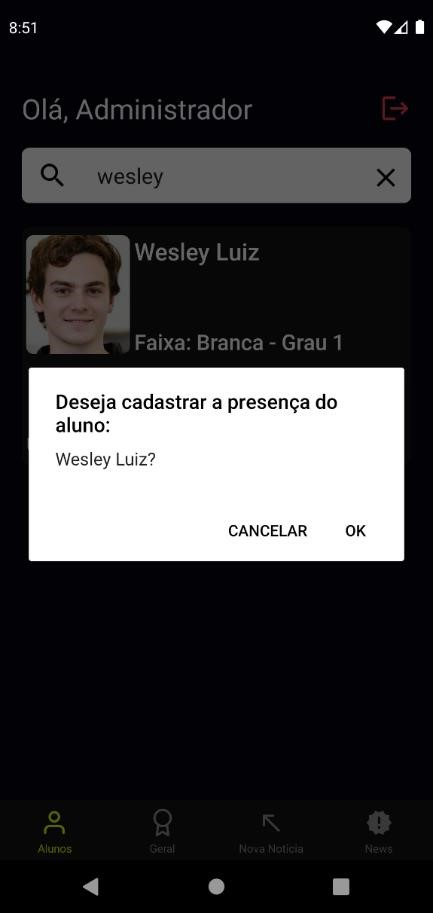 8:51
Olá, Administrador
wesley
Wesley Luiz
Faixa: Branca - Grau 1
Deseja cadastrar a presença do
aluno:
Wesley Luiz?
CANCELAR OK
Alunos Geral Nova Notícia News